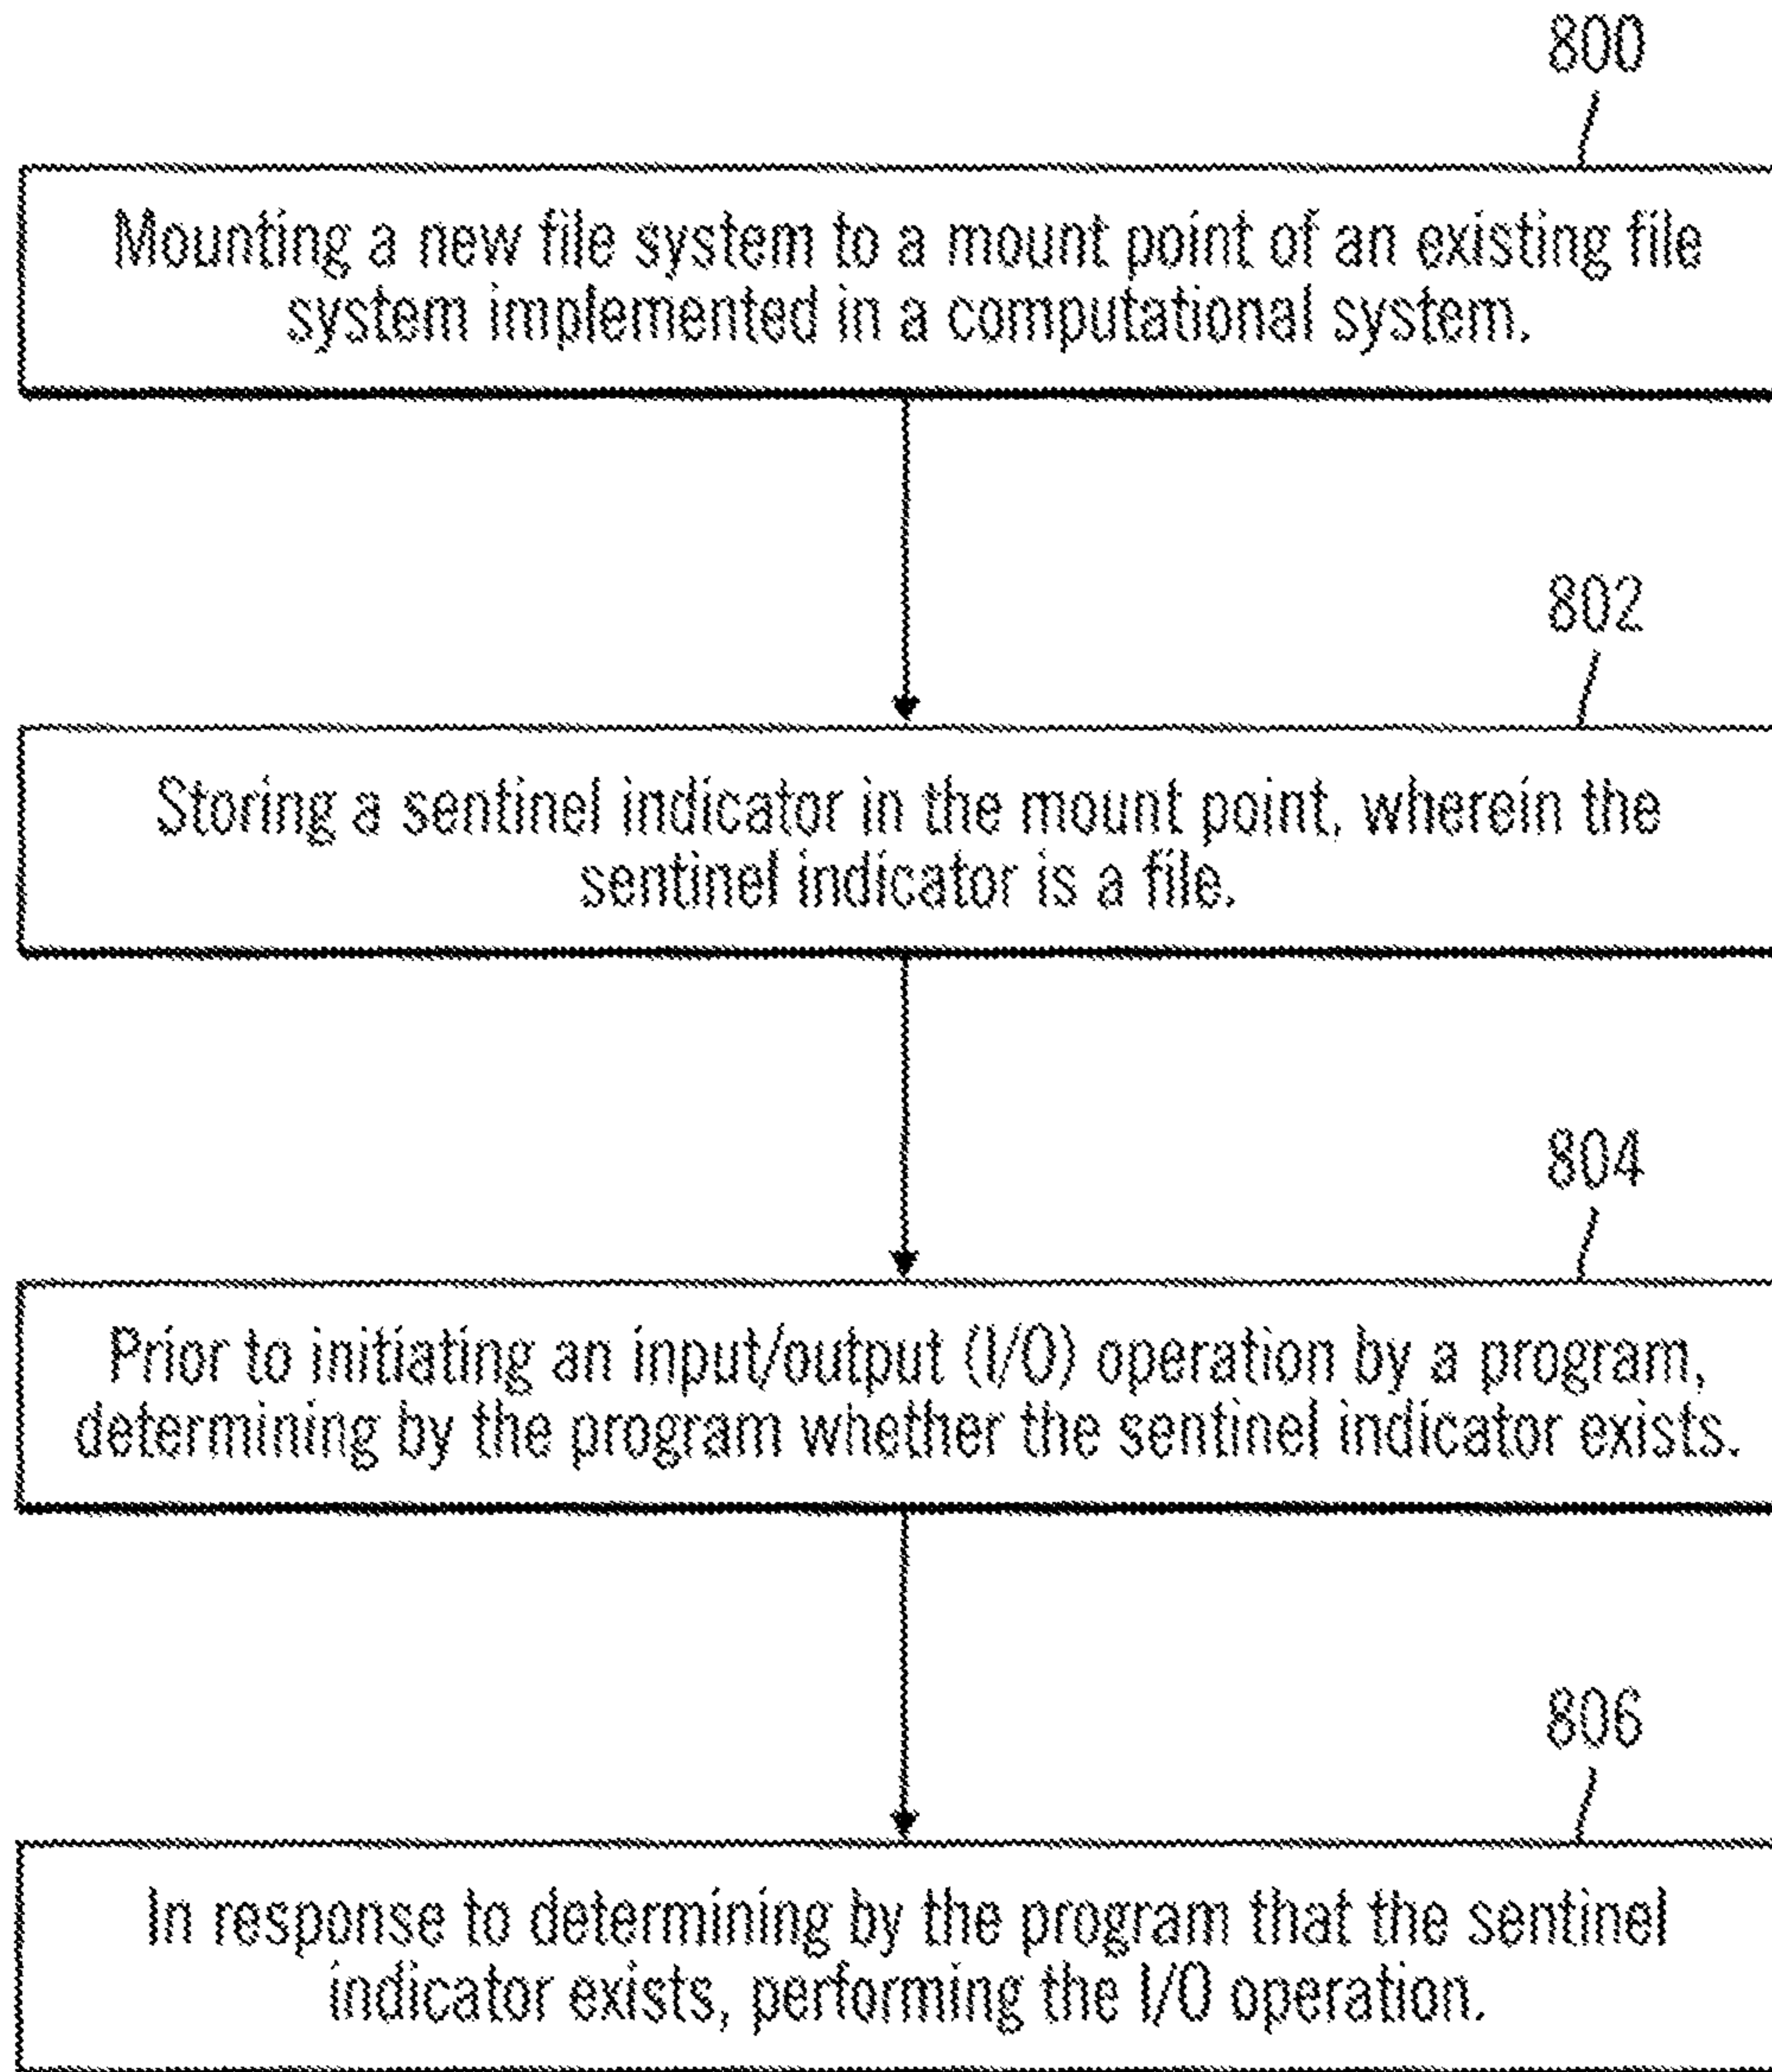 800
Mounting a new file system to a mount point of an existing file
system implemented in a computational system.
802
Storing a sentinel indicator in the mount point, wherein the
sentinel indicator is a file.
804
Prior to initiating an input/output (I/O) operation by a program,
determining by the program whether the sentinel indicator exists.
806
In response to determining by the program that the sentinel
indicator exists, performing the I/O operation.